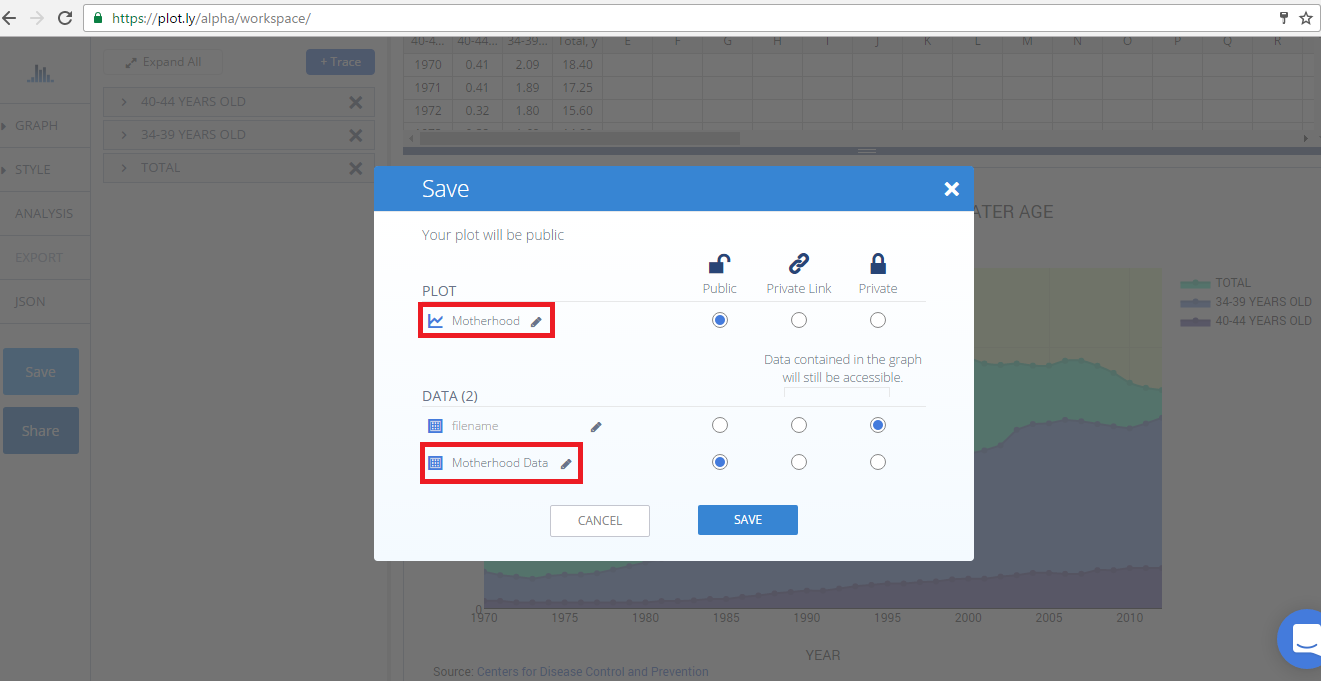 https://plot.ly/alpha/workspace/
Expand All
+ Trace
40-44 YEARS OLD
34-39 YEARS OLD
TOTAL
GRAPH
STYLE
ANALYSIS
EXPORT
JSON
Save
Share
40-4... 40-44... 34-39... Total, y E F G H I J K L M N O P Q R
1970 0.41 2.09 18.40
1971 0.41 1.89 17.25
1972 0.32 1.80 15.60
Save
Your plot will be public
Public Private Link Private
PLOT
Motherhood
Data contained in the graph
will still be accessible.
DATA (2)
filename
Motherhood Data
CANCEL SAVE
ATER AGE
TOTAL
34-39 YEARS OLD
40-44 YEARS OLD
0
1970 1975 1980 1985 1990 1995 2000 2005 2010
YEAR
Source: Centers for Disease Control and Prevention